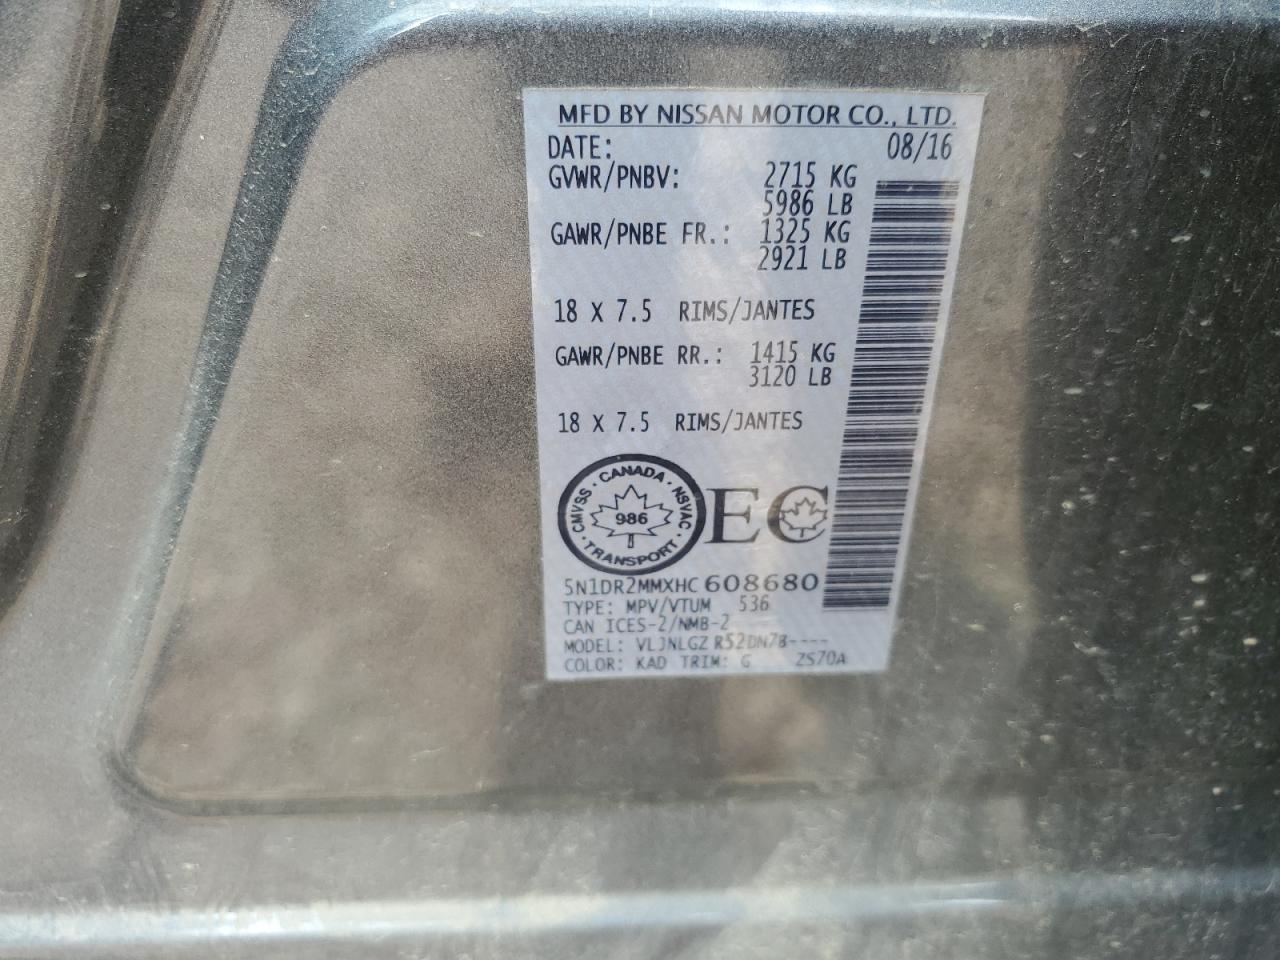 MFD BY NISSAN MOTOR CO., LTD.
DATE: 08/16
GVWR/PNBV: 2715 KG
5986 LB
GAWR/PNBE FR.: 1325 KG
2921 LB
18 X 7.5 RIMS/JANTES
GAWR/PNBE RR.: 1415 KG
3120 LB
18 X 7.5 RIMS/JANTES
CMVSS · CANADA · NSVAC · TRANSPORT ·
986
EC
5N1DR2MMXHC608680
TYPE: MPV/VTUM 536
CAN ICES-2/NMB-2
MODEL: VLJNLGZ R52DN78----
COLOR: KAD TRIM: G ZS70A